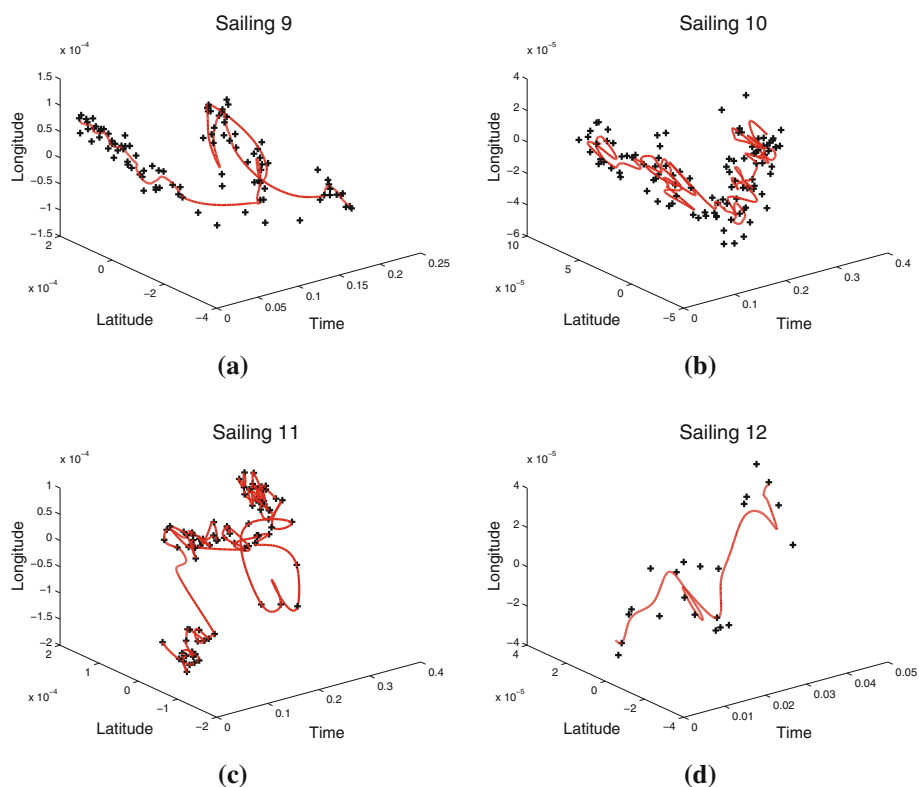 Sailing 9
x 10⁻⁴
1.5
1
0.5
0
−0.5
−1
−1.5
Longitude
2
0
−2
−4
x 10⁻⁴
Latitude
0
0.05
0.1
0.15
0.2
0.25
Time
(a)
Sailing 10
x 10⁻⁵
4
2
0
−2
−4
−6
Longitude
10
5
0
−5
x 10⁻⁵
Latitude
0
0.1
0.2
0.3
0.4
Time
(b)
Sailing 11
x 10⁻⁴
1
0.5
0
−0.5
−1
−1.5
−2
Longitude
2
1
0
−1
−2
x 10⁻⁴
Latitude
0
0.1
0.2
0.3
0.4
Time
(c)
Sailing 12
x 10⁻⁵
4
2
0
−2
−4
Longitude
4
2
0
−2
−4
x 10⁻⁵
Latitude
0
0.01
0.02
0.03
0.04
0.05
Time
(d)